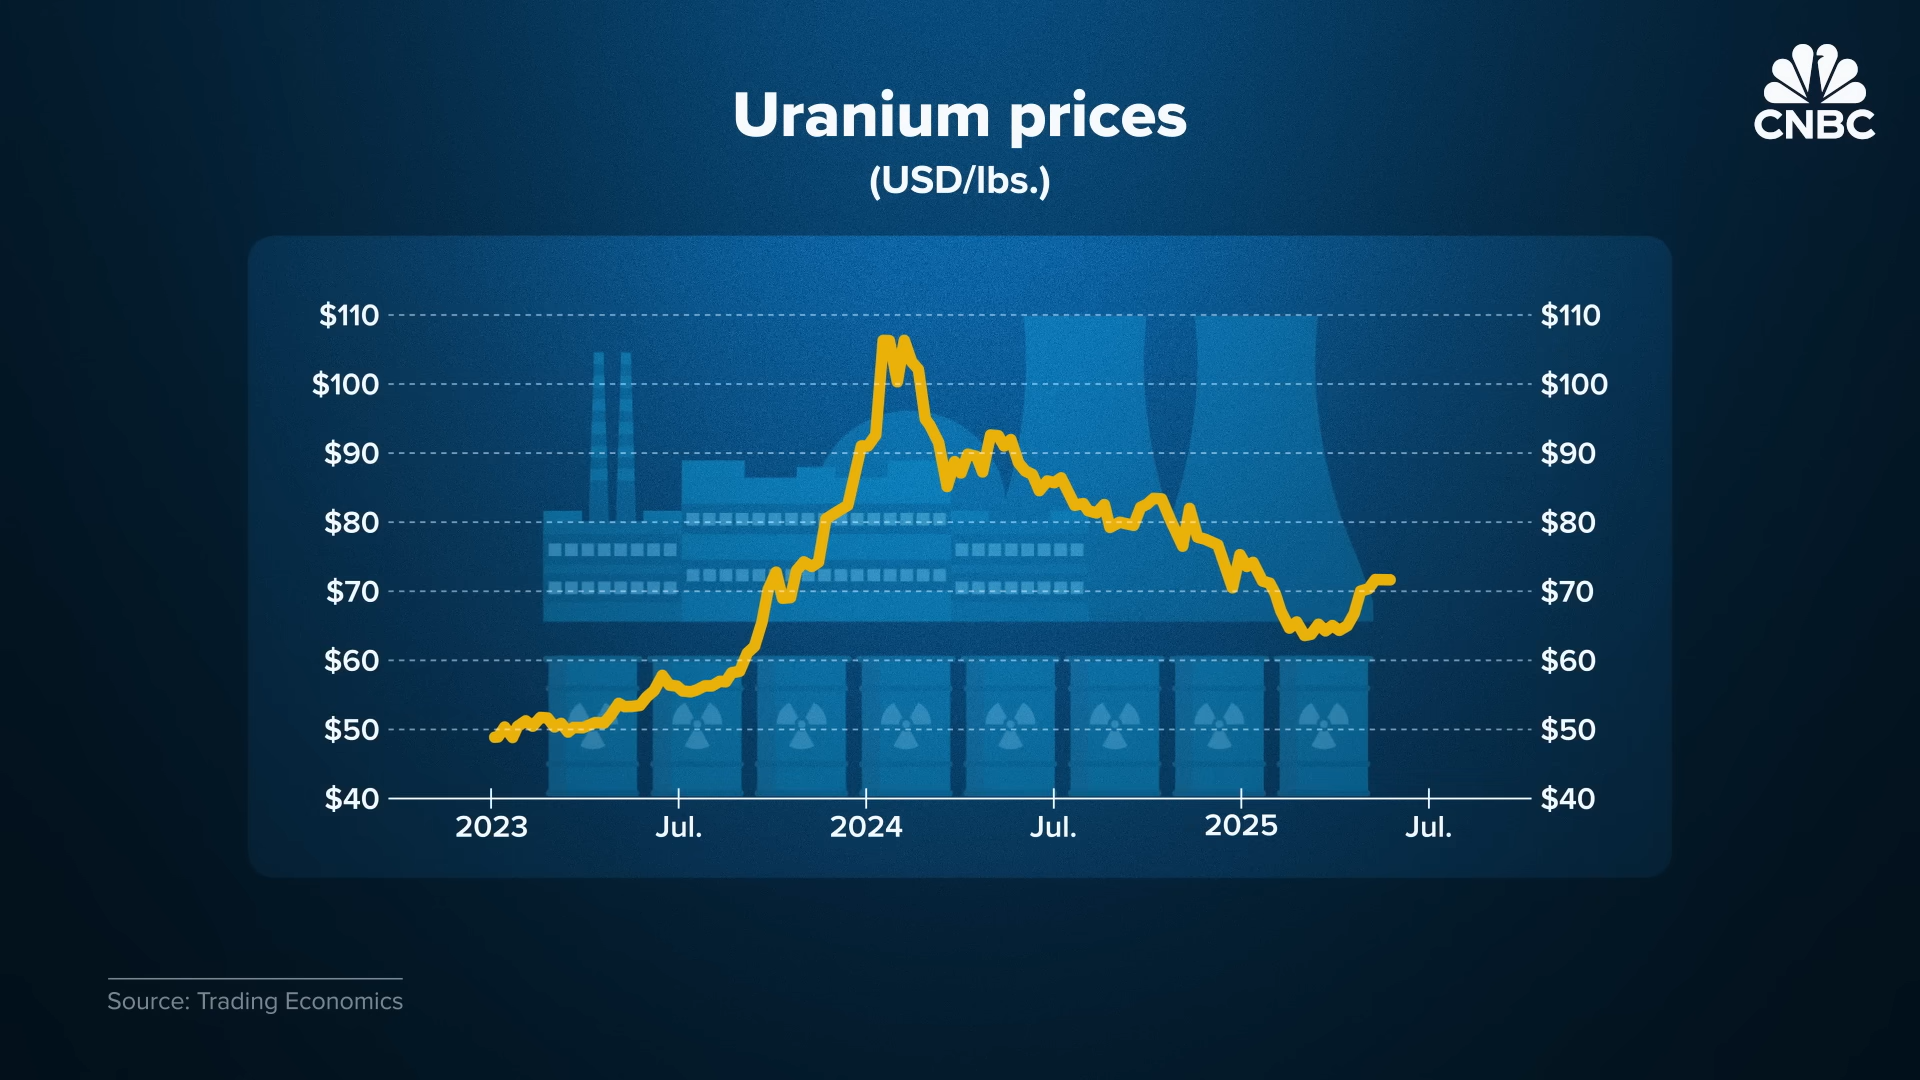 CNBC
Uranium prices
(USD/lbs.)
$110 $110
$100 $100
$90 $90
$80 $80
$70 $70
$60 $60
$50 $50
$40 $40
2023 Jul. 2024 Jul. 2025 Jul.
Source: Trading Economics